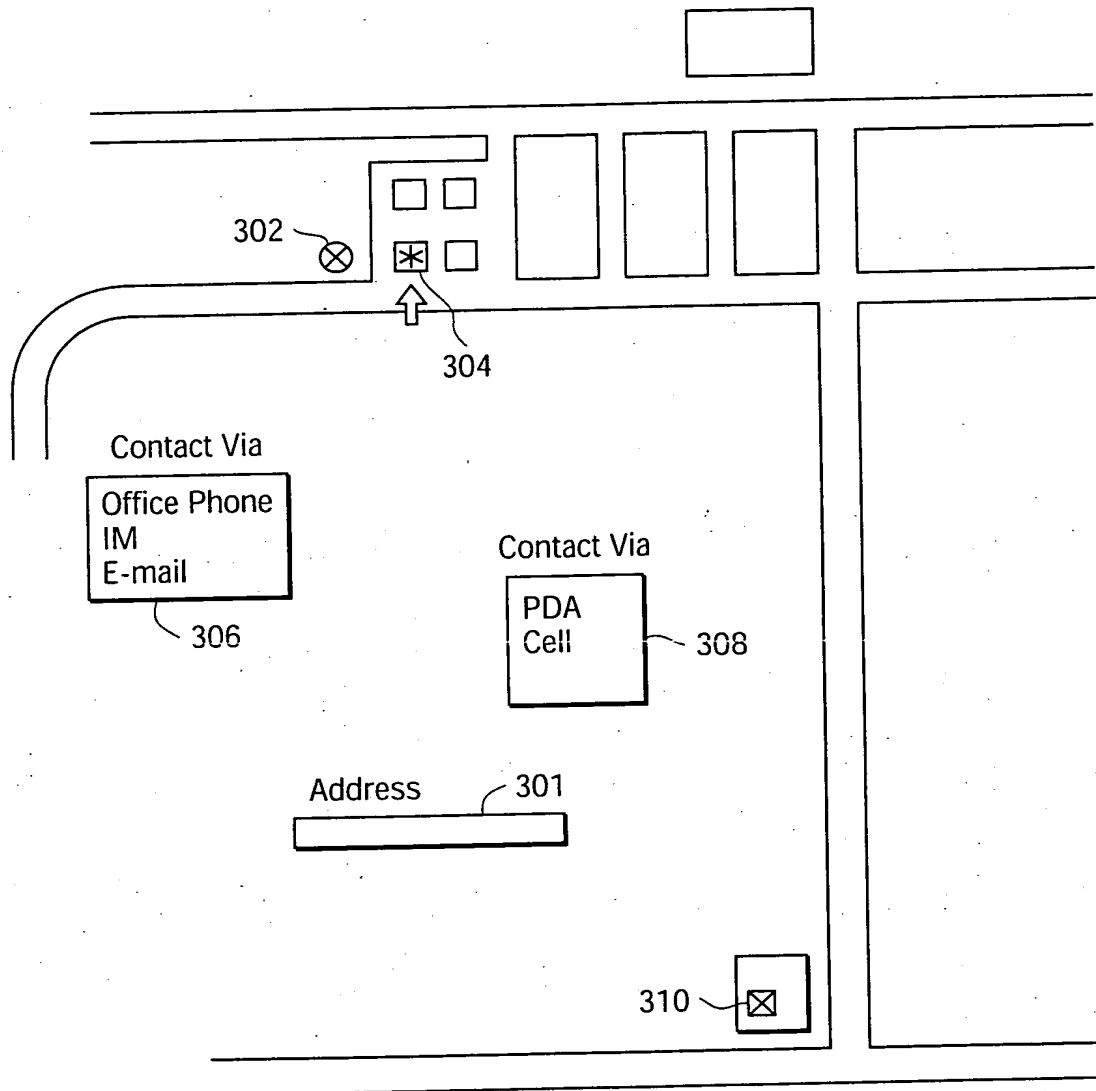 302
304
Contact Via
Office Phone
IM
E-mail
306
Contact Via
PDA
Cell
308
Address
301
310